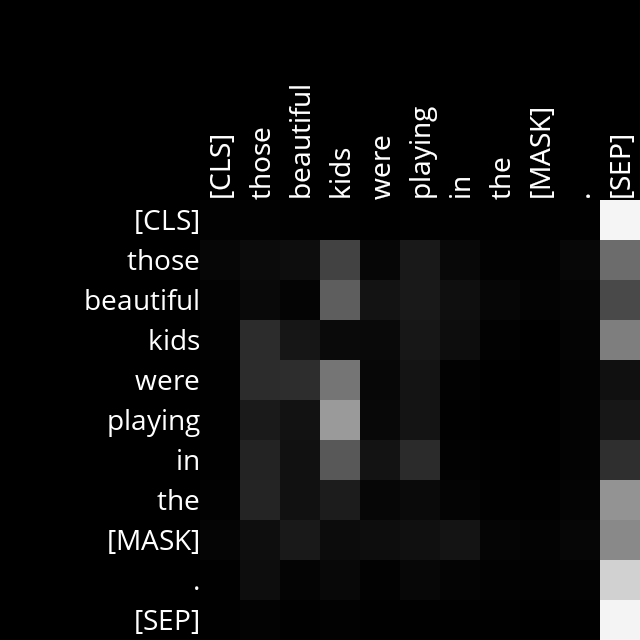 [CLS] those beautiful kids were playing in the [MASK] . [SEP]
[CLS]
those
beautiful
kids
were
playing
in
the
[MASK]
.
[SEP]